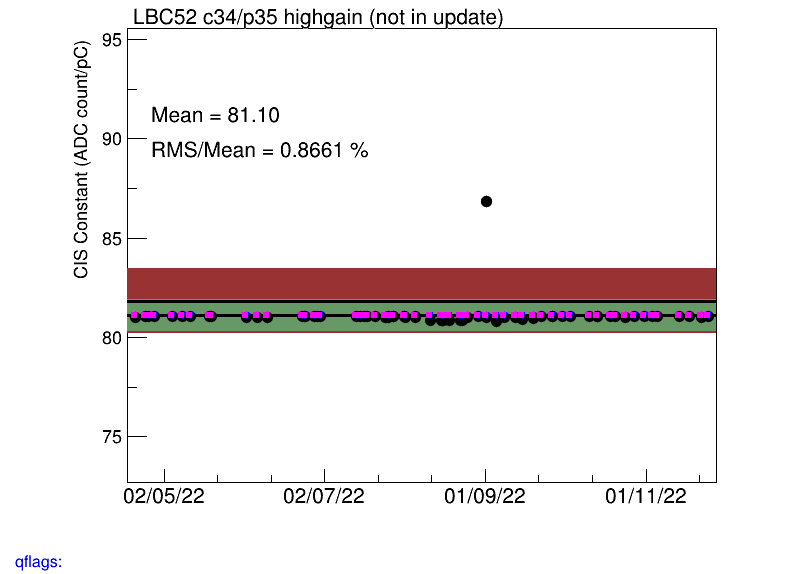 LBC52 c34/p35 highgain (not in update)
CIS Constant (ADC count/pC)
95
90
85
80
75
Mean = 81.10
RMS/Mean = 0.8661 %
02/05/22
02/07/22
01/09/22
01/11/22
qflags: